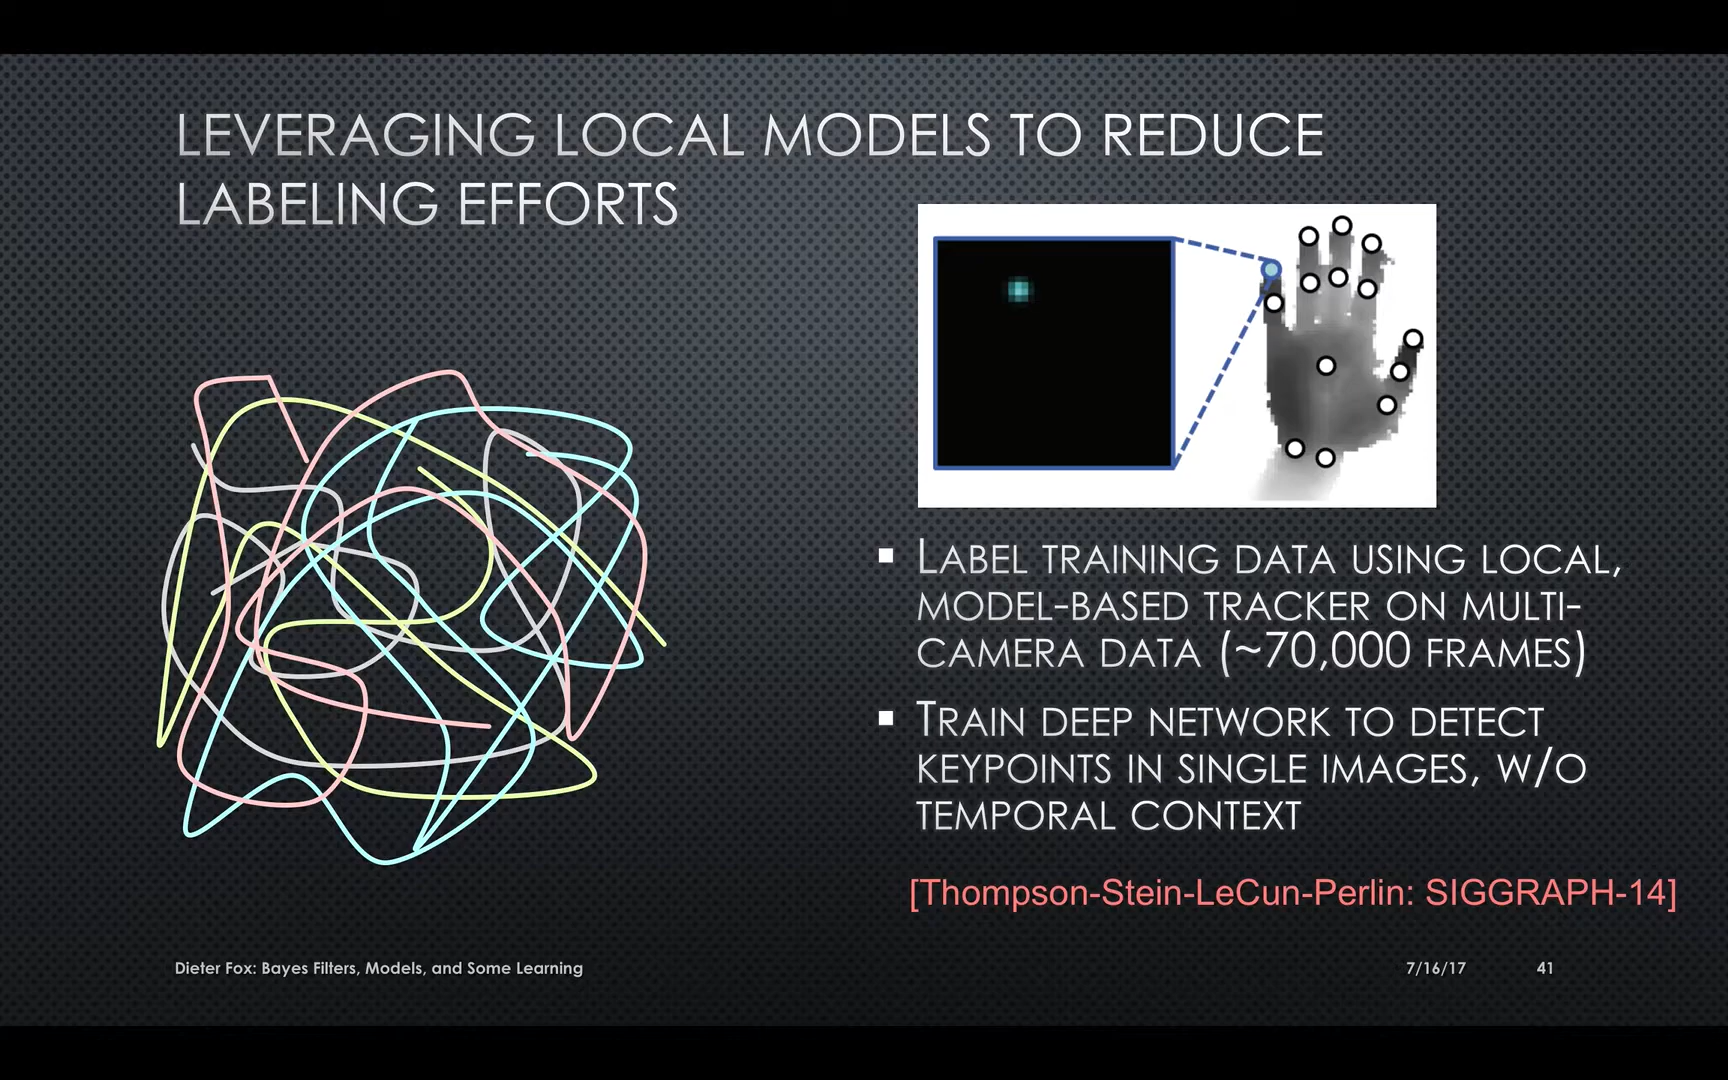 LEVERAGING LOCAL MODELS TO REDUCE
LABELING EFFORTS
LABEL TRAINING DATA USING LOCAL,
MODEL-BASED TRACKER ON MULTI-
CAMERA DATA (~70,000 FRAMES)
TRAIN DEEP NETWORK TO DETECT
KEYPOINTS IN SINGLE IMAGES, W/O
TEMPORAL CONTEXT
[Thompson-Stein-LeCun-Perlin: SIGGRAPH-14]
Dieter Fox: Bayes Filters, Models, and Some Learning
7/16/17
41